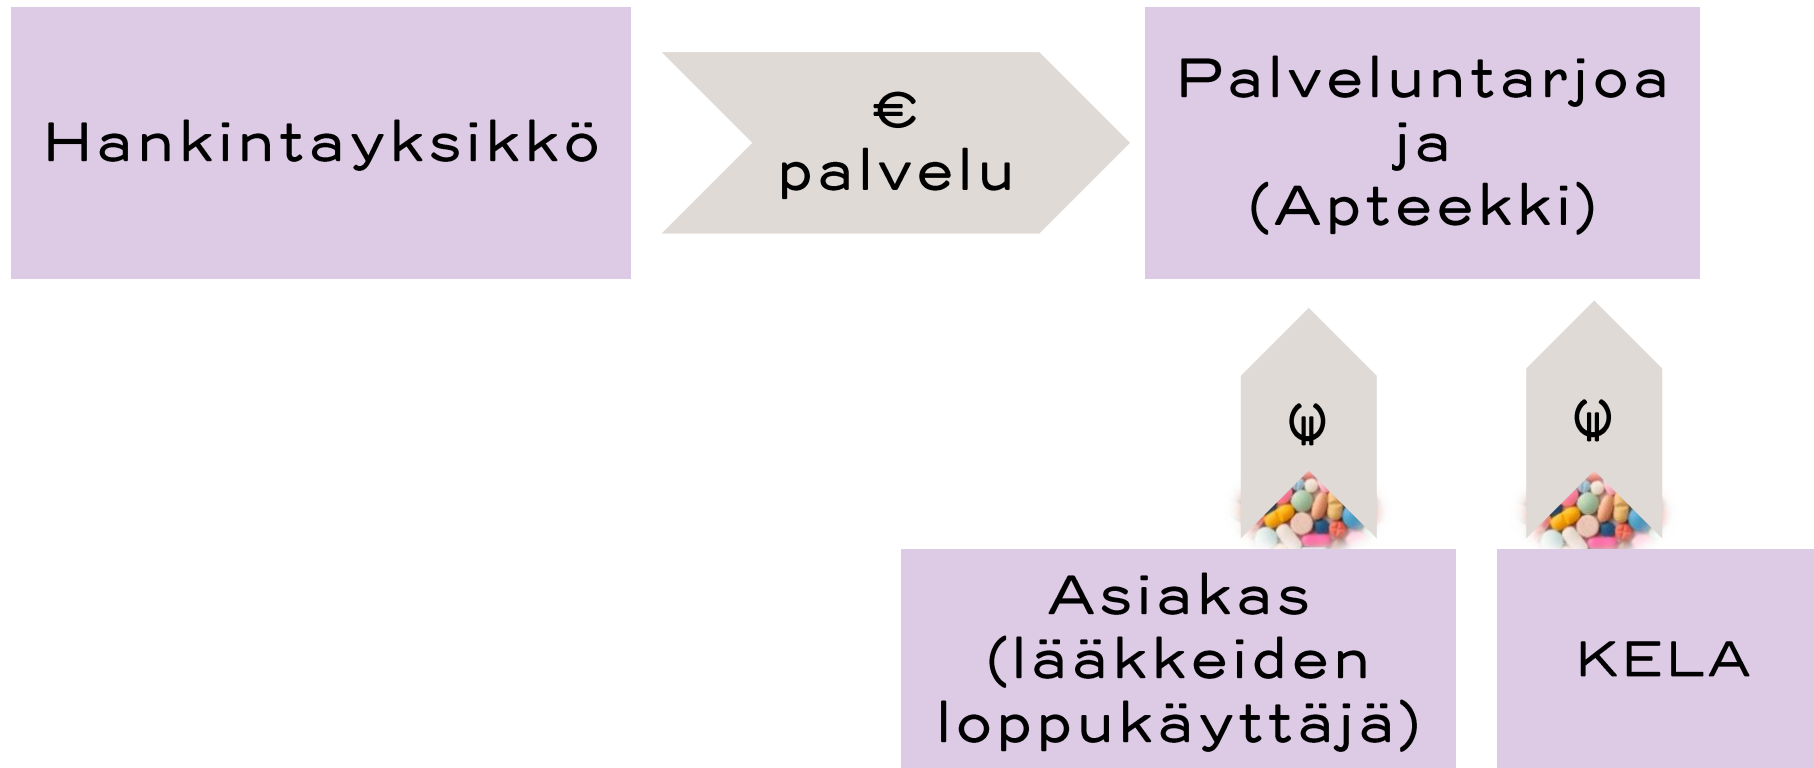 Hankintayksikkö
€
palvelu
Palveluntarjoa
ja
(Apteekki)
€
€
Asiakas
(lääkkeiden
loppukäyttäjä)
KELA